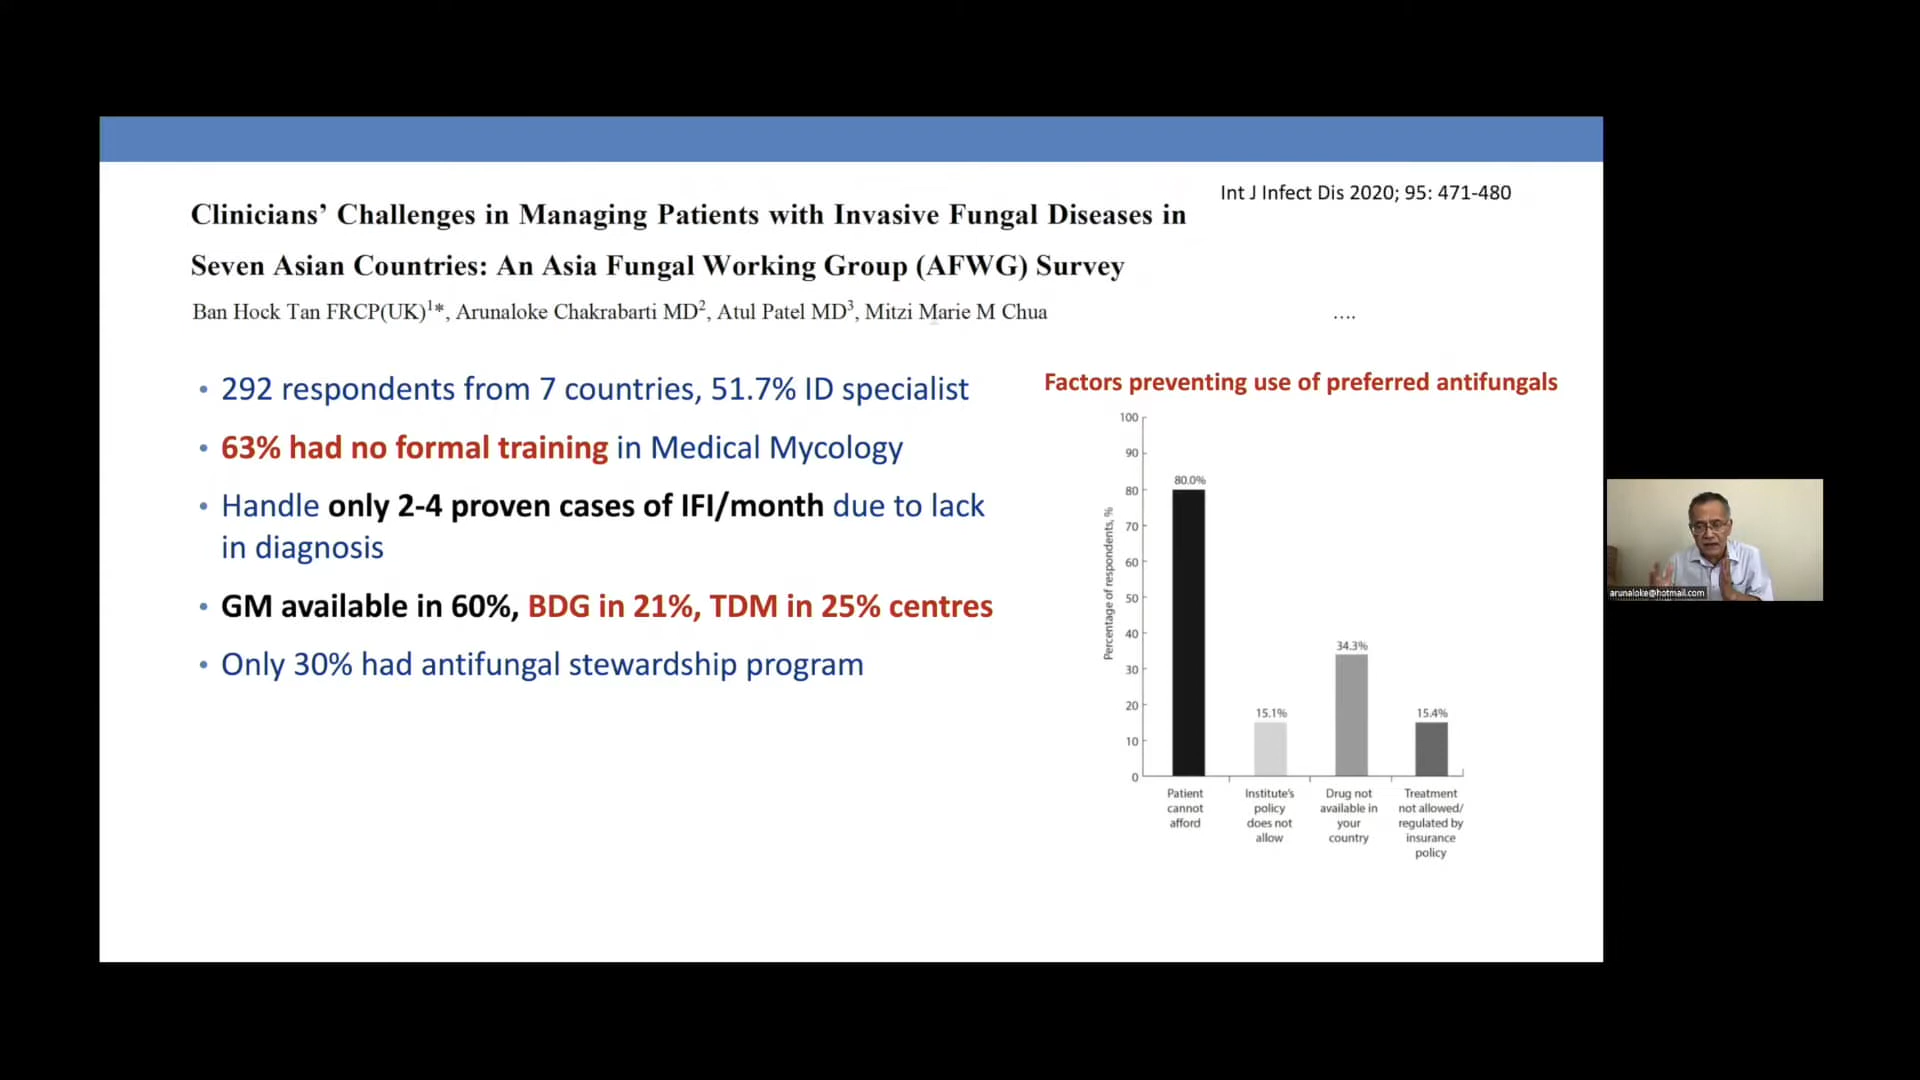 Int J Infect Dis 2020; 95: 471-480
Clinicians’ Challenges in Managing Patients with Invasive Fungal Diseases in
Seven Asian Countries: An Asia Fungal Working Group (AFWG) Survey
Ban Hock Tan FRCP(UK)1*, Arunaloke Chakrabarti MD2, Atul Patel MD3, Mitzi Marie M Chua
....
• 292 respondents from 7 countries, 51.7% ID specialist
• 63% had no formal training in Medical Mycology
• Handle only 2-4 proven cases of IFI/month due to lack
in diagnosis
• GM available in 60%, BDG in 21%, TDM in 25% centres
• Only 30% had antifungal stewardship program
Factors preventing use of preferred antifungals
Percentage of respondents, %
100
90
80
70
60
50
40
30
20
10
0
80.0%
15.1%
34.3%
15.4%
Patient
cannot
afford
Institute's
policy
does not
allow
Drug not
available in
your
country
Treatment
not allowed/
regulated by
insurance
policy
arunaloke@hotmail.com